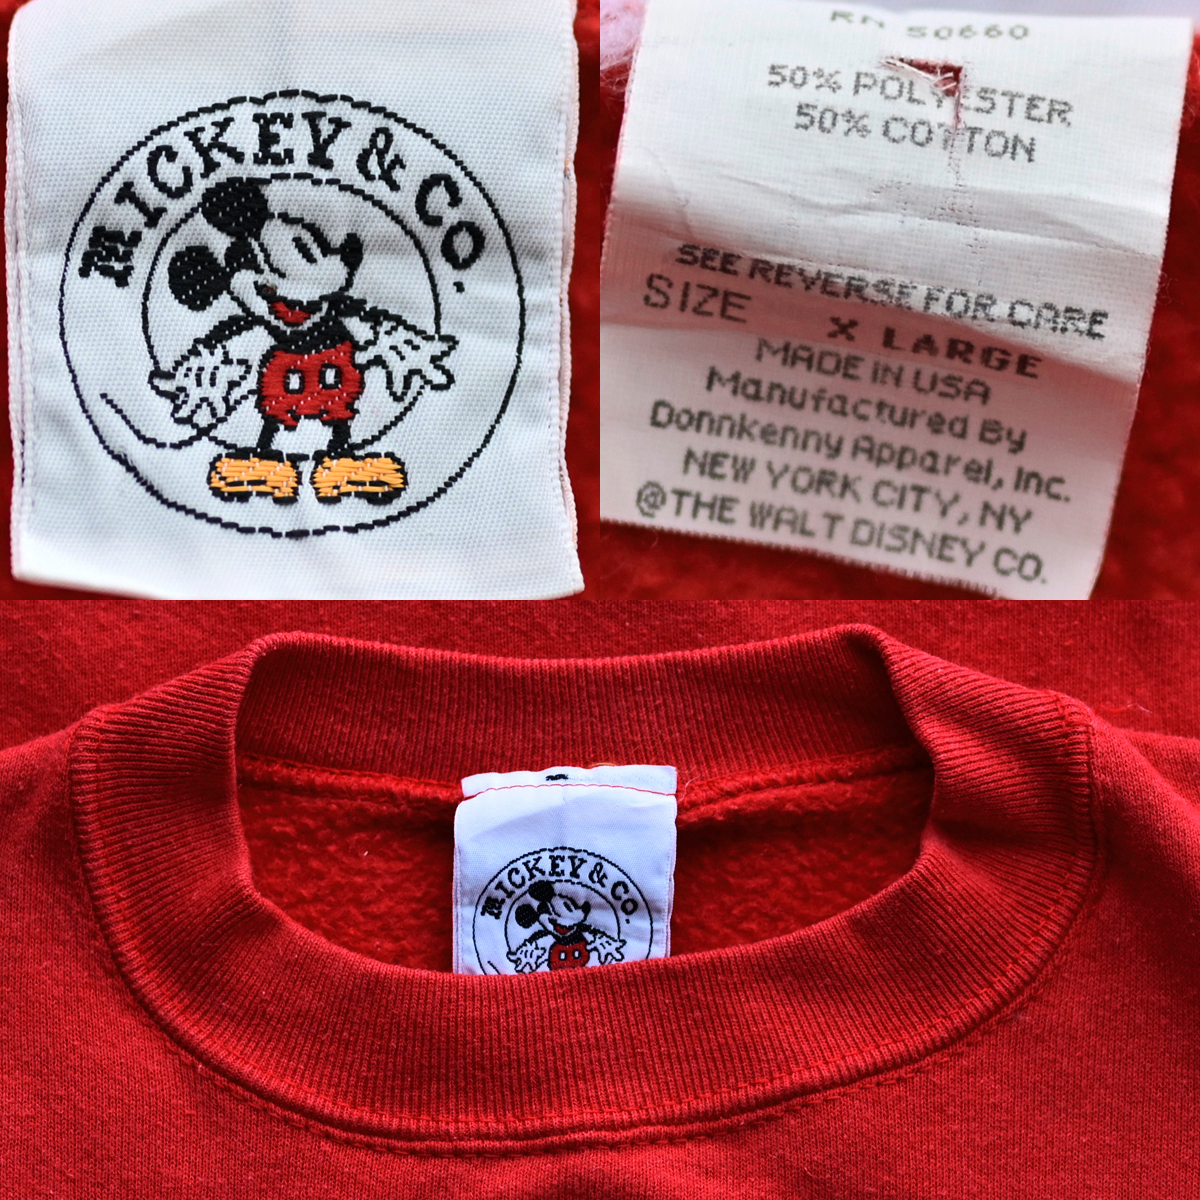 MICKEY & CO.
RN 50660
50% POLYESTER
50% COTTON
SEE REVERSE FOR CARE
SIZE X LARGE
MADE IN USA
Manufactured By
Donnkenny Apparel, Inc.
NEW YORK CITY, NY
@THE WALT DISNEY CO.
MICKEY & CO.